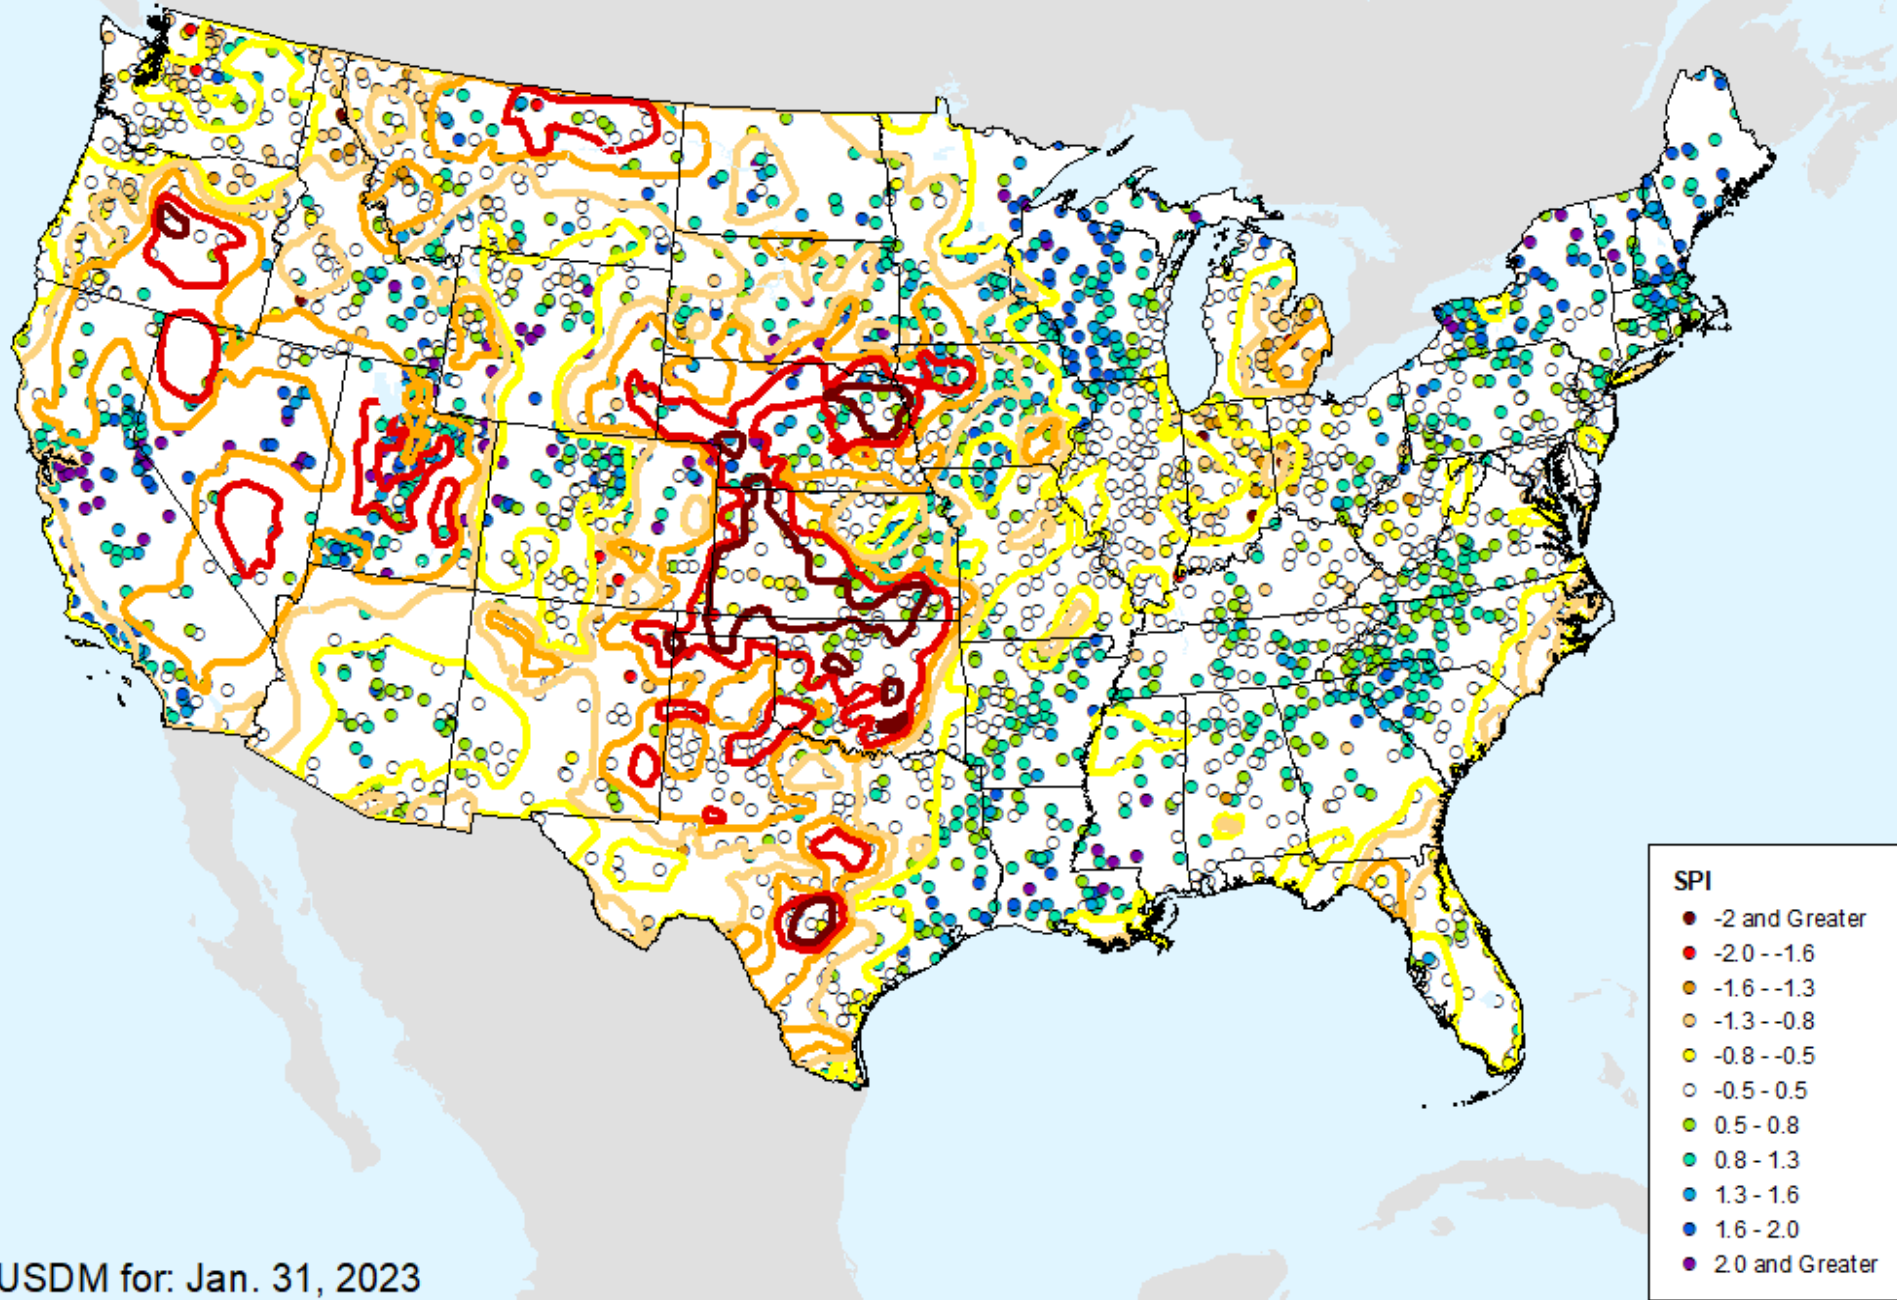 SPI
-2 and Greater
-2.0 - -1.6
-1.6 - -1.3
-1.3 - -0.8
-0.8 - -0.5
-0.5 - 0.5
0.5 - 0.8
0.8 - 1.3
1.3 - 1.6
1.6 - 2.0
2.0 and Greater
USDM for: Jan. 31, 2023